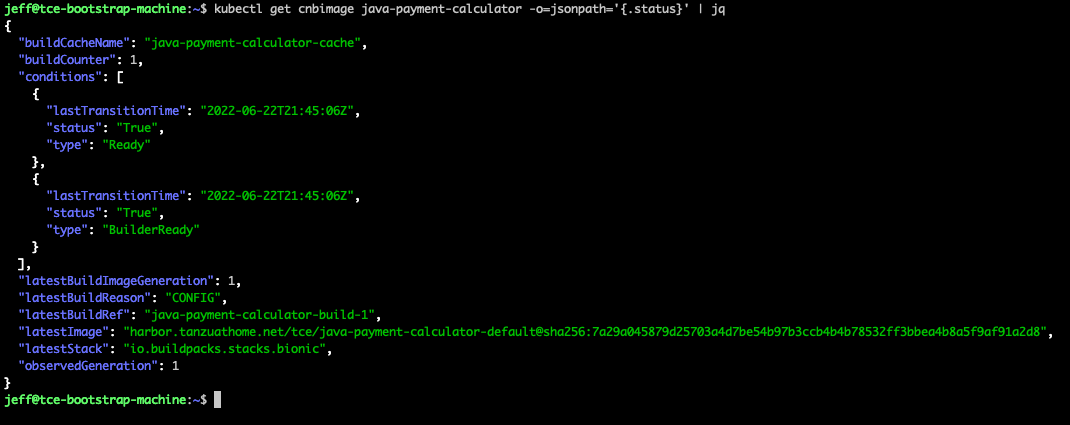 jeff@tce-bootstrap-machine:~$ kubectl get cnbimage java-payment-calculator -o=jsonpath='{.status}' | jq
{
  "buildCacheName": "java-payment-calculator-cache",
  "buildCounter": 1,
  "conditions": [
    {
      "lastTransitionTime": "2022-06-22T21:45:06Z",
      "status": "True",
      "type": "Ready"
    },
    {
      "lastTransitionTime": "2022-06-22T21:45:06Z",
      "status": "True",
      "type": "BuilderReady"
    }
  ],
  "latestBuildImageGeneration": 1,
  "latestBuildReason": "CONFIG",
  "latestBuildRef": "java-payment-calculator-build-1",
  "latestImage": "harbor.tanzuathome.net/tce/java-payment-calculator-default@sha256:7a29a045879d25703a4d7be54b97b3ccb4b4b78532ff3bbea4b8a5f9af91a2d8",
  "latestStack": "io.buildpacks.stacks.bionic",
  "observedGeneration": 1
}
jeff@tce-bootstrap-machine:~$